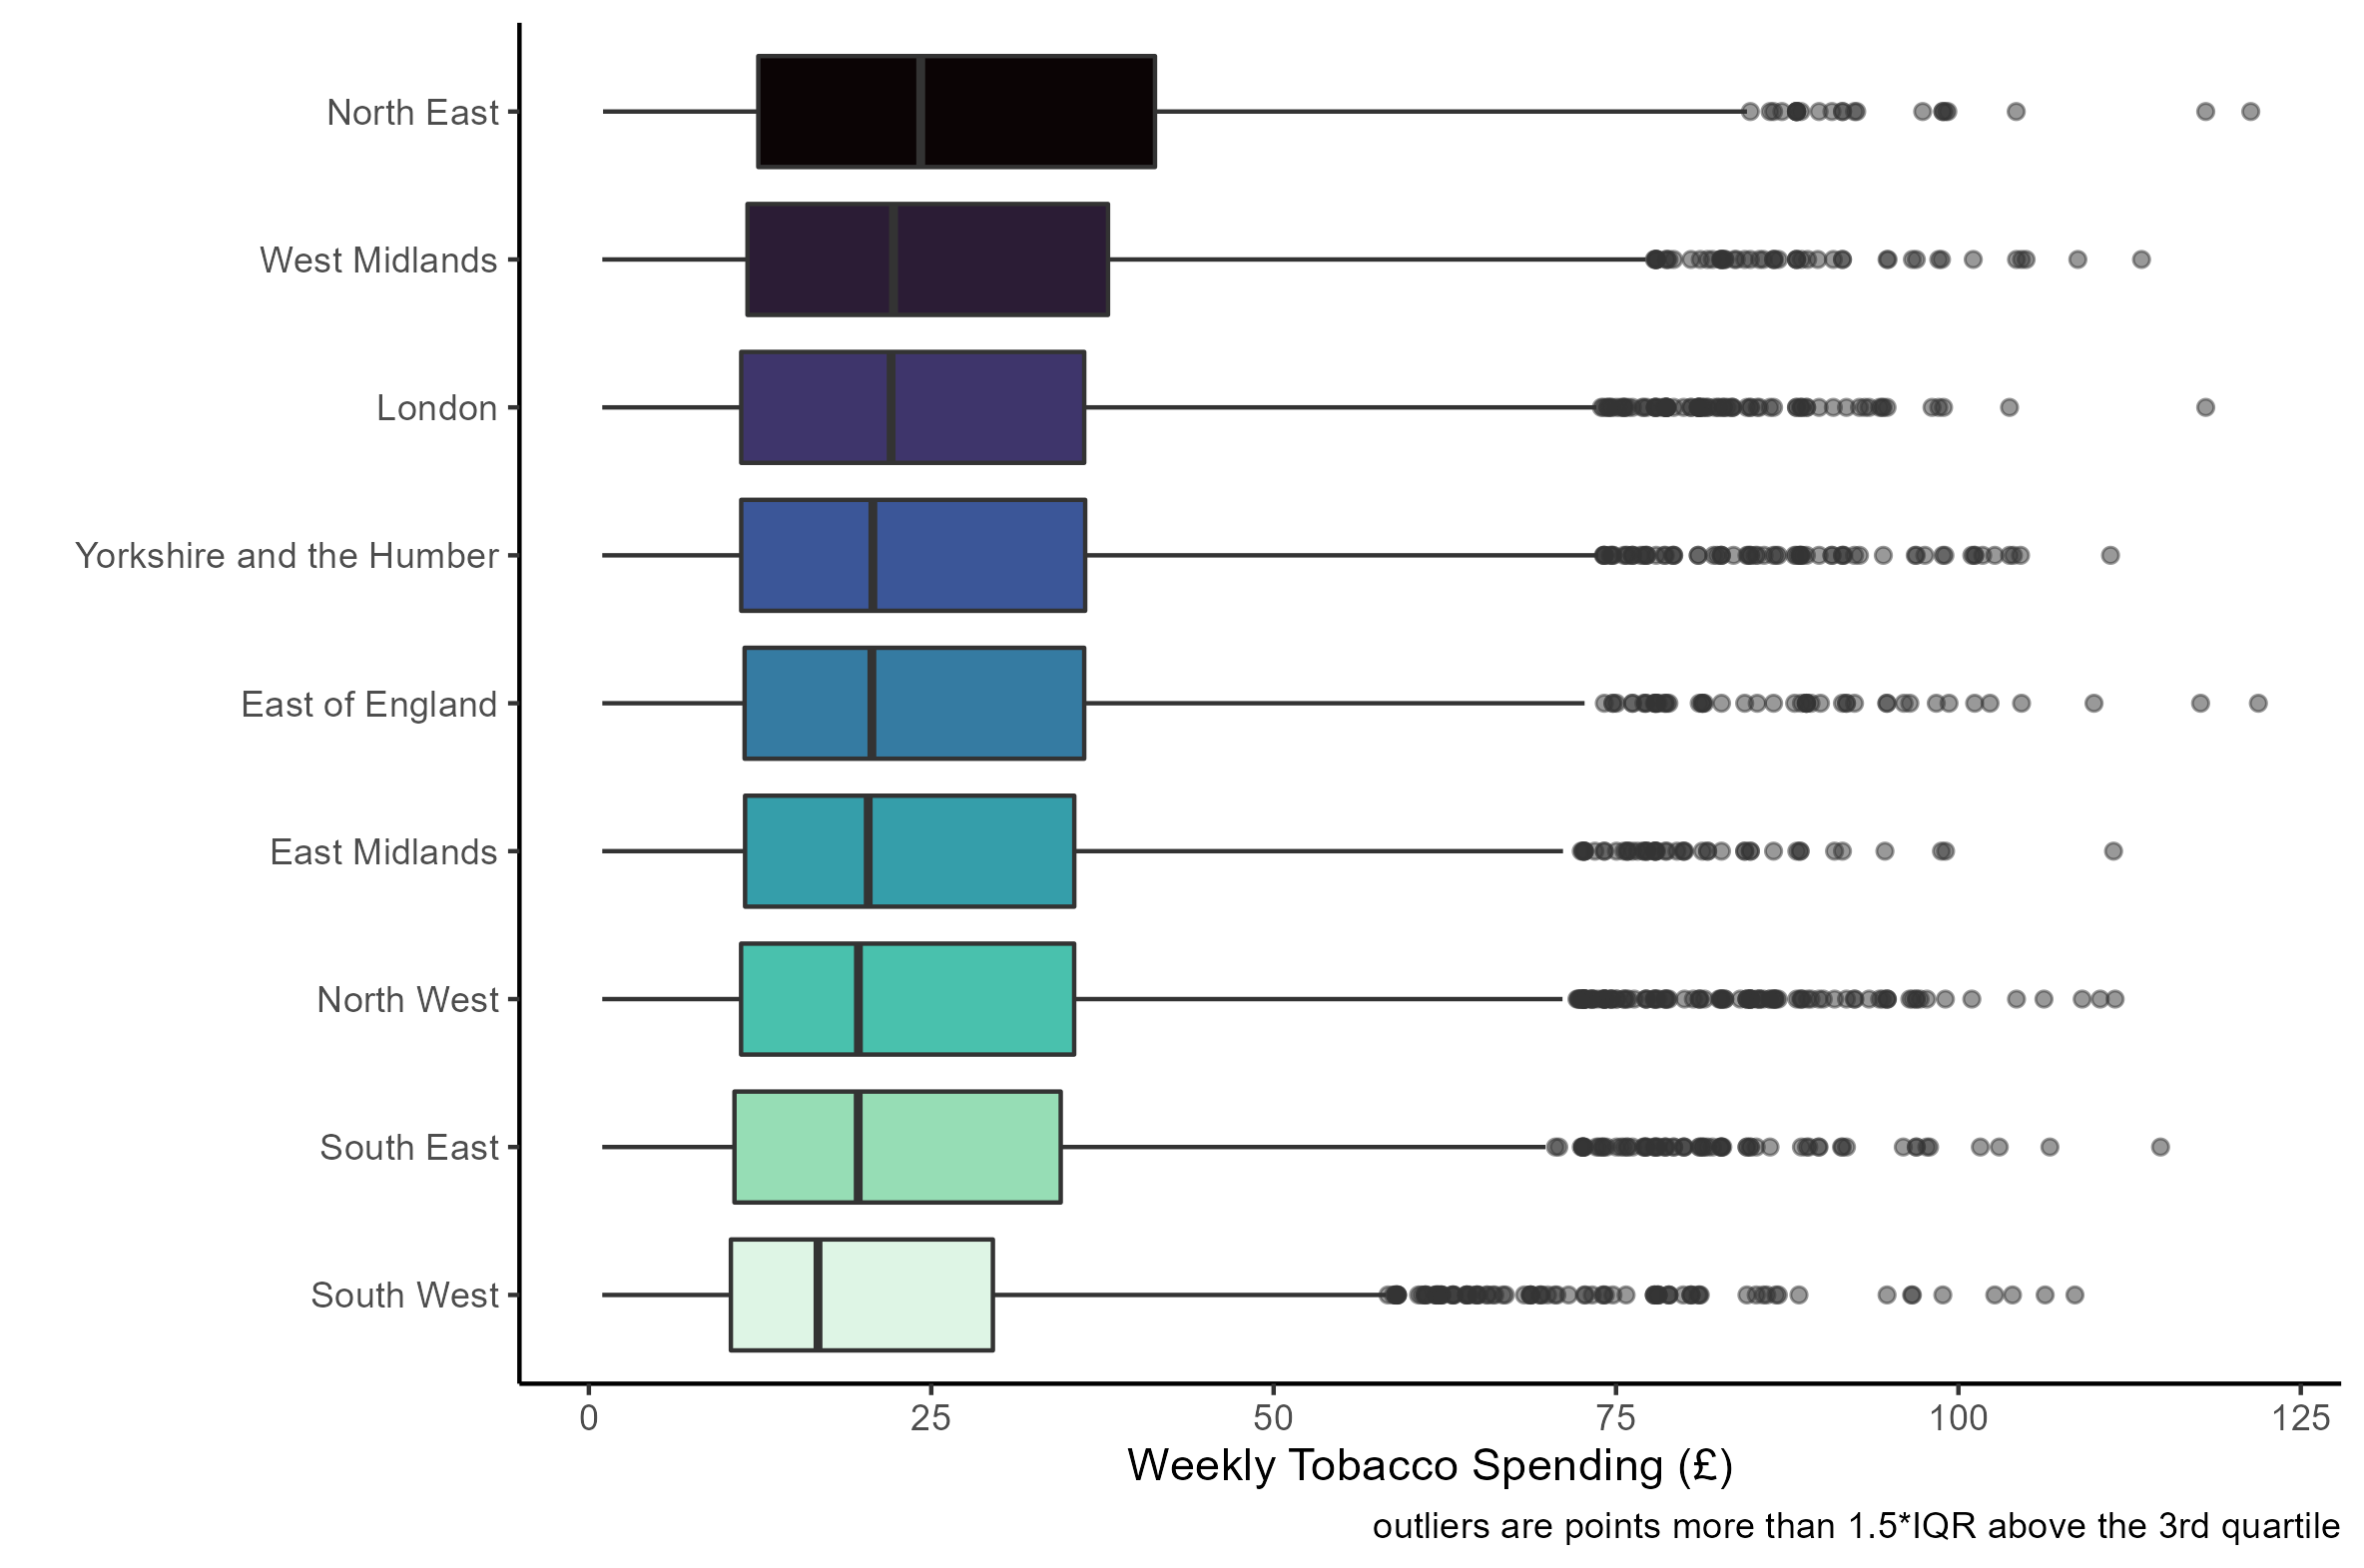 North East
West Midlands
London
Yorkshire and the Humber
East of England
East Midlands
North West
South East
South West
0 25 50 75 100 125
Weekly Tobacco Spending (£)
outliers are points more than 1.5*IQR above the 3rd quartile